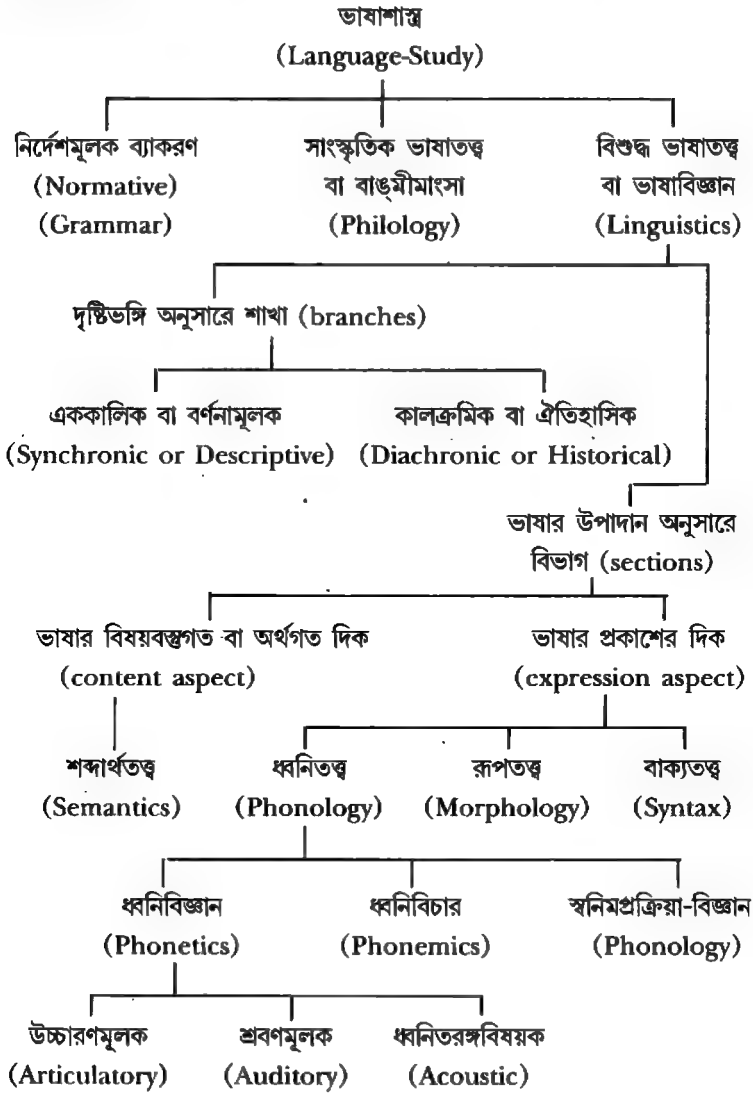 ভাষাশাস্ত্র
(Language-Study)
নির্দেশমূলক ব্যাকরণ
(Normative)
(Grammar)
সাংস্কৃতিক ভাষাতত্ত্ব
বা বাঙ্‌মীমাংসা
(Philology)
বিশুদ্ধ ভাষাতত্ত্ব
বা ভাষাবিজ্ঞান
(Linguistics)
দৃষ্টিভঙ্গি অনুসারে শাখা (branches)
এককালিক বা বর্ণনামূলক
(Synchronic or Descriptive)
কালক্রমিক বা ঐতিহাসিক
(Diachronic or Historical)
ভাষার উপাদান অনুসারে
বিভাগ (sections)
ভাষার বিষয়বস্তুগত বা অর্থগত দিক
(content aspect)
ভাষার প্রকাশের দিক
(expression aspect)
শব্দার্থতত্ত্ব
(Semantics)
ধ্বনিতত্ত্ব
(Phonology)
রূপতত্ত্ব
(Morphology)
বাক্যতত্ত্ব
(Syntax)
ধ্বনিবিজ্ঞান
(Phonetics)
ধ্বনিবিচার
(Phonemics)
স্বনিমপ্রক্রিয়া-বিজ্ঞান
(Phonology)
উচ্চারণমূলক
(Articulatory)
শ্রবণমূলক
(Auditory)
ধ্বনিতরঙ্গবিষয়ক
(Acoustic)